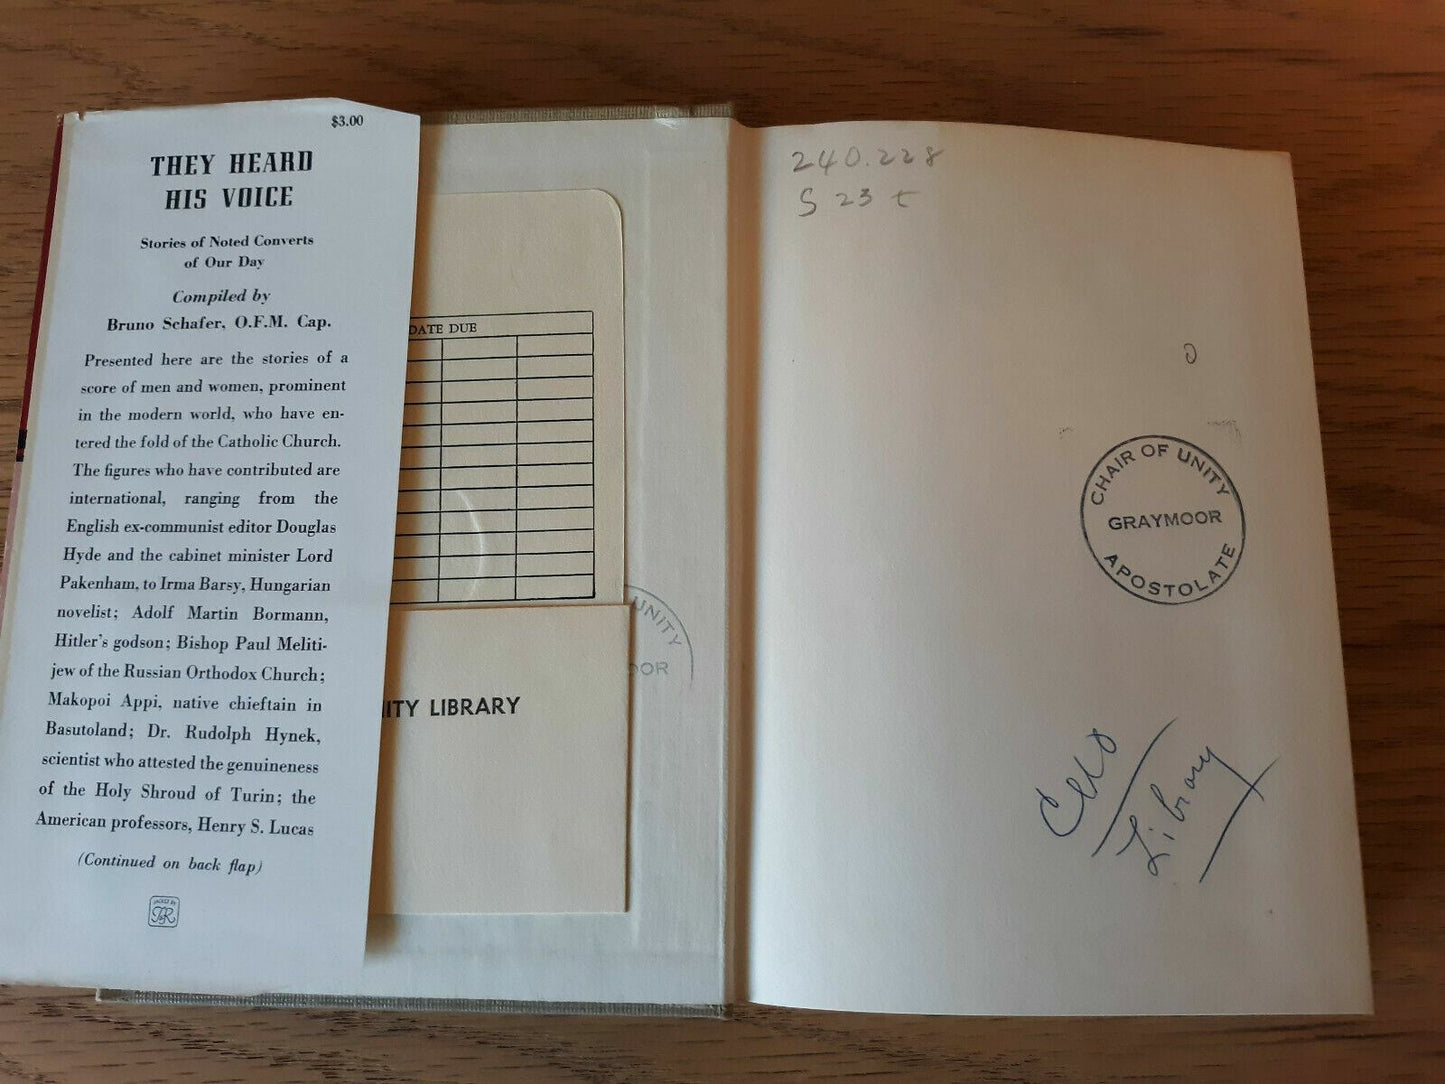 $3.00
THEY HEARD
HIS VOICE
Stories of Noted Converts
of Our Day
Compiled by
Bruno Schafer, O.F.M. Cap.
Presented here are the stories of a
score of men and women, prominent
in the modern world, who have en-
tered the fold of the Catholic Church.
The figures who have contributed are
international, ranging from the
English ex-communist editor Douglas
Hyde and the cabinet minister Lord
Pakenham, to Irma Barsy, Hungarian
novelist; Adolf Martin Bormann,
Hitler's godson; Bishop Paul Meliti-
jew of the Russian Orthodox Church;
Makopoi Appi, native chieftain in
Basutoland; Dr. Rudolph Hynek,
scientist who attested the genuineness
of the Holy Shroud of Turin; the
American professors, Henry S. Lucas
(Continued on back flap)
JACKET BY
DATE DUE
UNITY
OOR
ITY LIBRARY
240.228
S 23 t
CHAIR OF UNITY
GRAYMOOR
APOSTOLATE
Library